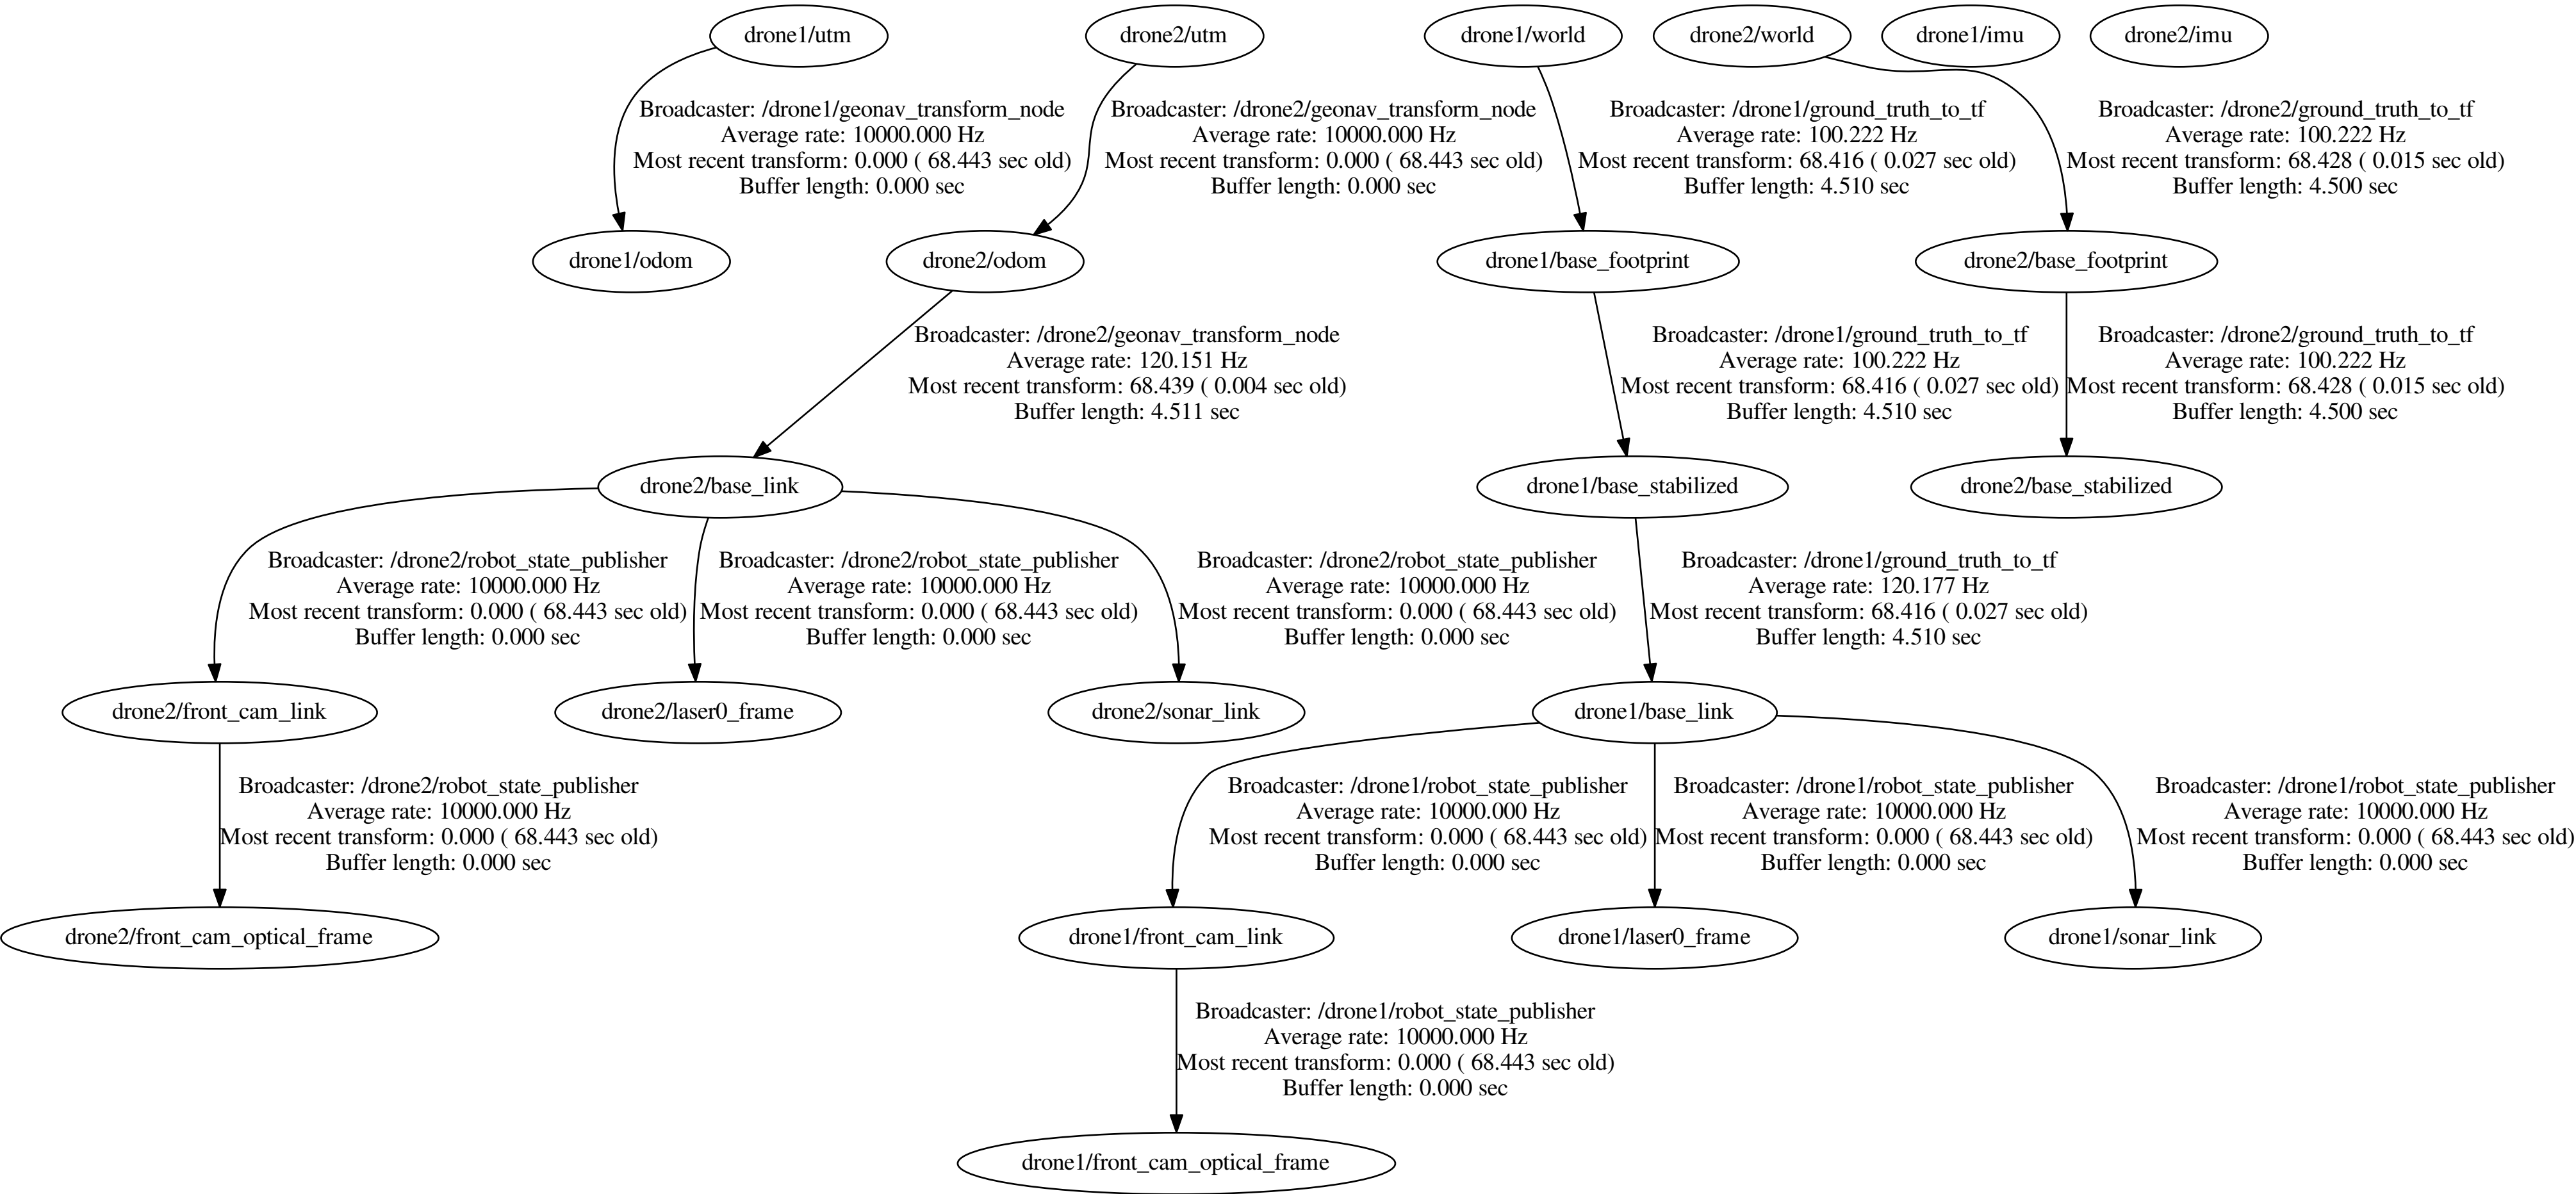 drone1/utm
drone2/utm
drone1/world
drone2/world
drone1/imu
drone2/imu
Broadcaster: /drone1/geonav_transform_node
Average rate: 10000.000 Hz
Most recent transform: 0.000 ( 68.443 sec old)
Buffer length: 0.000 sec
Broadcaster: /drone2/geonav_transform_node
Average rate: 10000.000 Hz
Most recent transform: 0.000 ( 68.443 sec old)
Buffer length: 0.000 sec
Broadcaster: /drone1/ground_truth_to_tf
Average rate: 100.222 Hz
Most recent transform: 68.416 ( 0.027 sec old)
Buffer length: 4.510 sec
Broadcaster: /drone2/ground_truth_to_tf
Average rate: 100.222 Hz
Most recent transform: 68.428 ( 0.015 sec old)
Buffer length: 4.500 sec
drone1/odom
drone2/odom
drone1/base_footprint
drone2/base_footprint
Broadcaster: /drone2/geonav_transform_node
Average rate: 120.151 Hz
Most recent transform: 68.439 ( 0.004 sec old)
Buffer length: 4.511 sec
Broadcaster: /drone1/ground_truth_to_tf
Average rate: 100.222 Hz
Most recent transform: 68.416 ( 0.027 sec old)
Buffer length: 4.510 sec
Broadcaster: /drone2/ground_truth_to_tf
Average rate: 100.222 Hz
Most recent transform: 68.428 ( 0.015 sec old)
Buffer length: 4.500 sec
drone2/base_link
drone1/base_stabilized
drone2/base_stabilized
Broadcaster: /drone2/robot_state_publisher
Average rate: 10000.000 Hz
Most recent transform: 0.000 ( 68.443 sec old)
Buffer length: 0.000 sec
Broadcaster: /drone2/robot_state_publisher
Average rate: 10000.000 Hz
Most recent transform: 0.000 ( 68.443 sec old)
Buffer length: 0.000 sec
Broadcaster: /drone2/robot_state_publisher
Average rate: 10000.000 Hz
Most recent transform: 0.000 ( 68.443 sec old)
Buffer length: 0.000 sec
Broadcaster: /drone1/ground_truth_to_tf
Average rate: 120.177 Hz
Most recent transform: 68.416 ( 0.027 sec old)
Buffer length: 4.510 sec
drone2/front_cam_link
drone2/laser0_frame
drone2/sonar_link
drone1/base_link
Broadcaster: /drone2/robot_state_publisher
Average rate: 10000.000 Hz
Most recent transform: 0.000 ( 68.443 sec old)
Buffer length: 0.000 sec
Broadcaster: /drone1/robot_state_publisher
Average rate: 10000.000 Hz
Most recent transform: 0.000 ( 68.443 sec old)
Buffer length: 0.000 sec
Broadcaster: /drone1/robot_state_publisher
Average rate: 10000.000 Hz
Most recent transform: 0.000 ( 68.443 sec old)
Buffer length: 0.000 sec
Broadcaster: /drone1/robot_state_publisher
Average rate: 10000.000 Hz
Most recent transform: 0.000 ( 68.443 sec old)
Buffer length: 0.000 sec
drone2/front_cam_optical_frame
drone1/front_cam_link
drone1/laser0_frame
drone1/sonar_link
Broadcaster: /drone1/robot_state_publisher
Average rate: 10000.000 Hz
Most recent transform: 0.000 ( 68.443 sec old)
Buffer length: 0.000 sec
drone1/front_cam_optical_frame